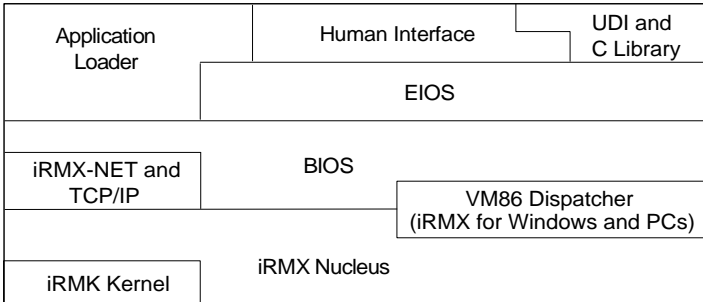 Application
Loader
Human Interface
UDI and
C Library
EIOS
iRMX-NET and
TCP/IP
BIOS
VM86 Dispatcher
(iRMX for Windows and PCs)
iRMX Nucleus
iRMK Kernel